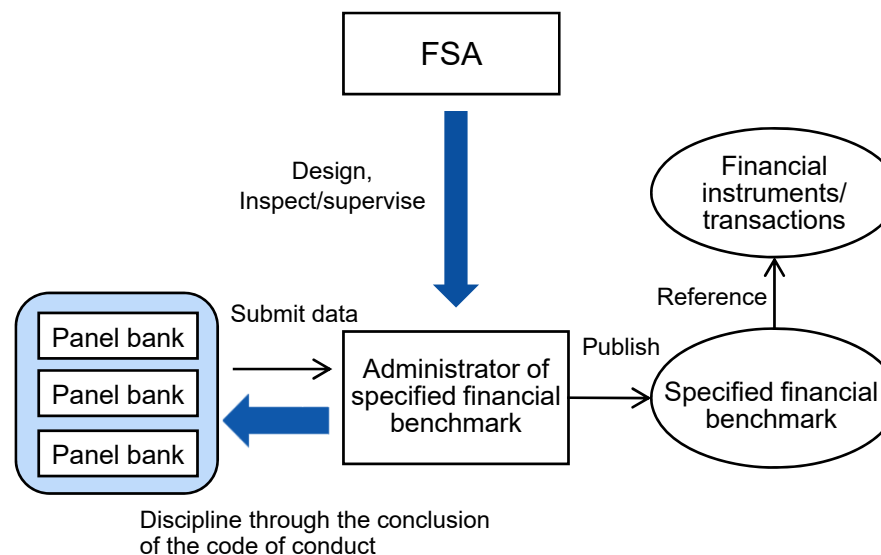 FSA
Design,
Inspect/supervise
Financial
instruments/
transactions
Reference
Submit data
Panel bank
Panel bank
Panel bank
Administrator of
specified financial
benchmark
Publish
Specified financial
benchmark
Discipline through the conclusion
of the code of conduct